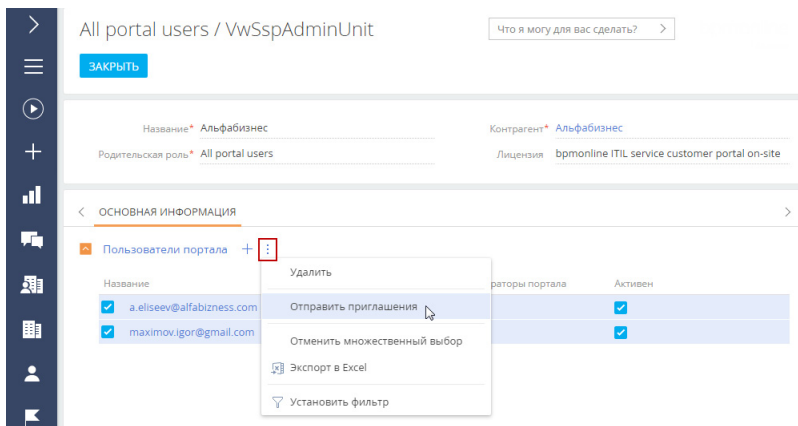 All portal users / VwSspAdminUnit
Что я могу для вас сделать?
ЗАКРЫТЬ
Название* Альфабизнес
Контрагент* Альфабизнес
Родительская роль* All portal users
Лицензия bpmonline ITIL service customer portal on-site
ОСНОВНАЯ ИНФОРМАЦИЯ
Пользователи портала
Название
раторы портала
Активен
a.eliseev@alfabizness.com
maximov.igor@gmail.com
Удалить
Отправить приглашения
Отменить множественный выбор
Экспорт в Excel
Установить фильтр